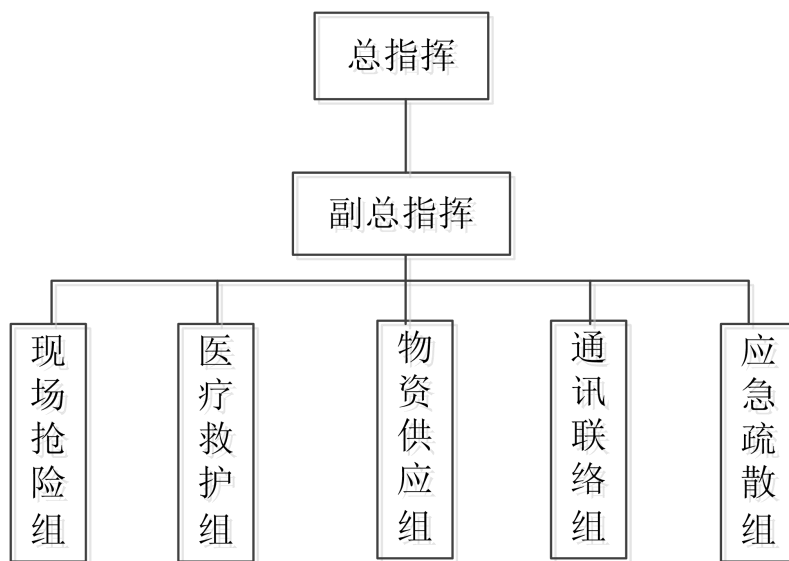 总指挥
副总指挥
现场抢险组
医疗救护组
物资供应组
通讯联络组
应急疏散组